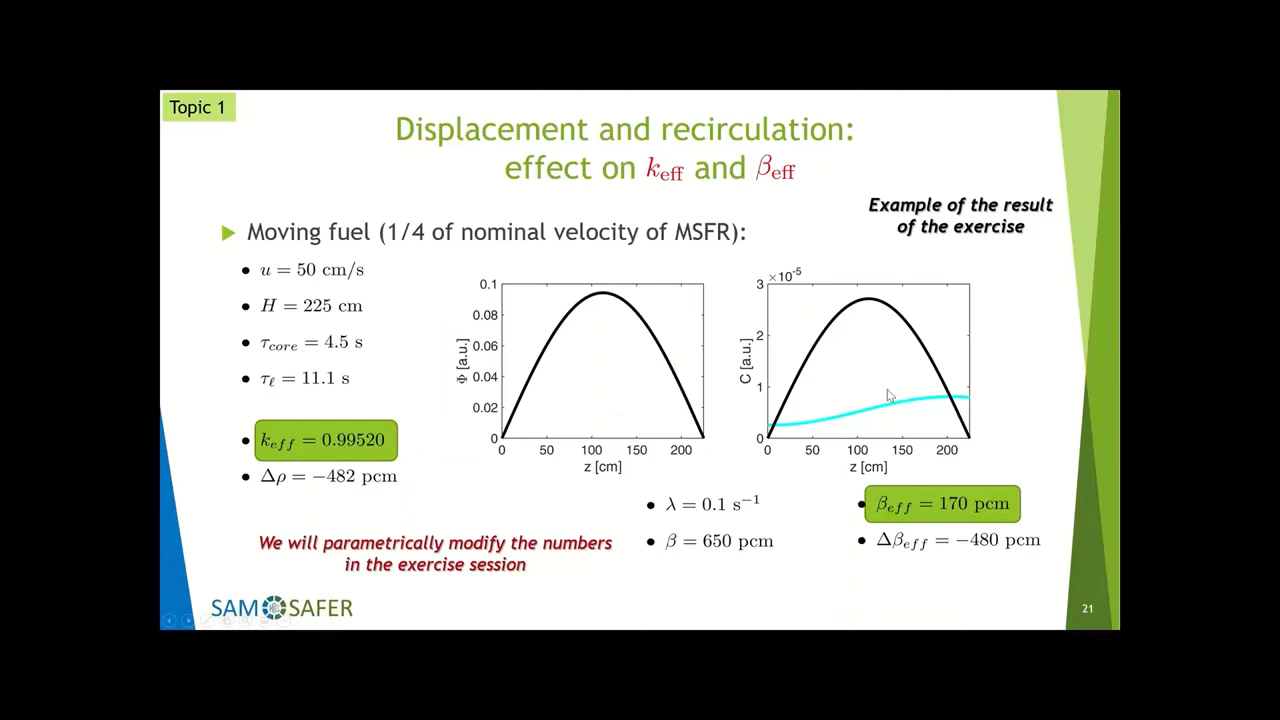 Topic 1
Displacement and recirculation:
effect on k_eff and β_eff
Example of the result
of the exercise
Moving fuel (1/4 of nominal velocity of MSFR):
• u = 50 cm/s
• H = 225 cm
• τ_core = 4.5 s
• τ_ℓ = 11.1 s
• k_eff = 0.99520
• Δρ = −482 pcm
0.1
0.08
0.06
0.04
0.02
0
Φ [a.u.]
0 50 100 150 200
z [cm]
×10^-5
3
2
1
0
C [a.u.]
0 50 100 150 200
z [cm]
• λ = 0.1 s^−1
• β = 650 pcm
• β_eff = 170 pcm
• Δβ_eff = −480 pcm
We will parametrically modify the numbers
in the exercise session
SAMOSAFER
21